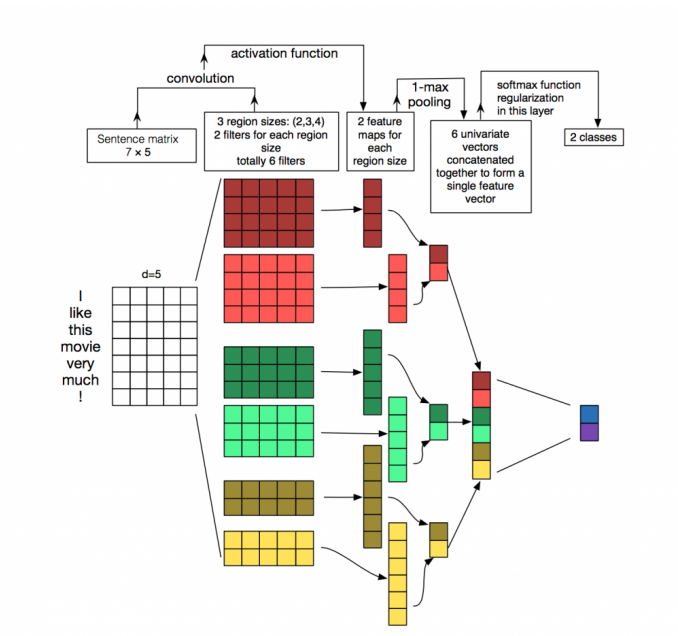 activation function
convolution
1-max
pooling
softmax function
regularization
in this layer
Sentence matrix
7 × 5
3 region sizes: (2,3,4)
2 filters for each region
size
totally 6 filters
2 feature
maps for
each
region size
6 univariate
vectors
concatenated
together to form a
single feature
vector
2 classes
d=5
I
like
this
movie
very
much
!